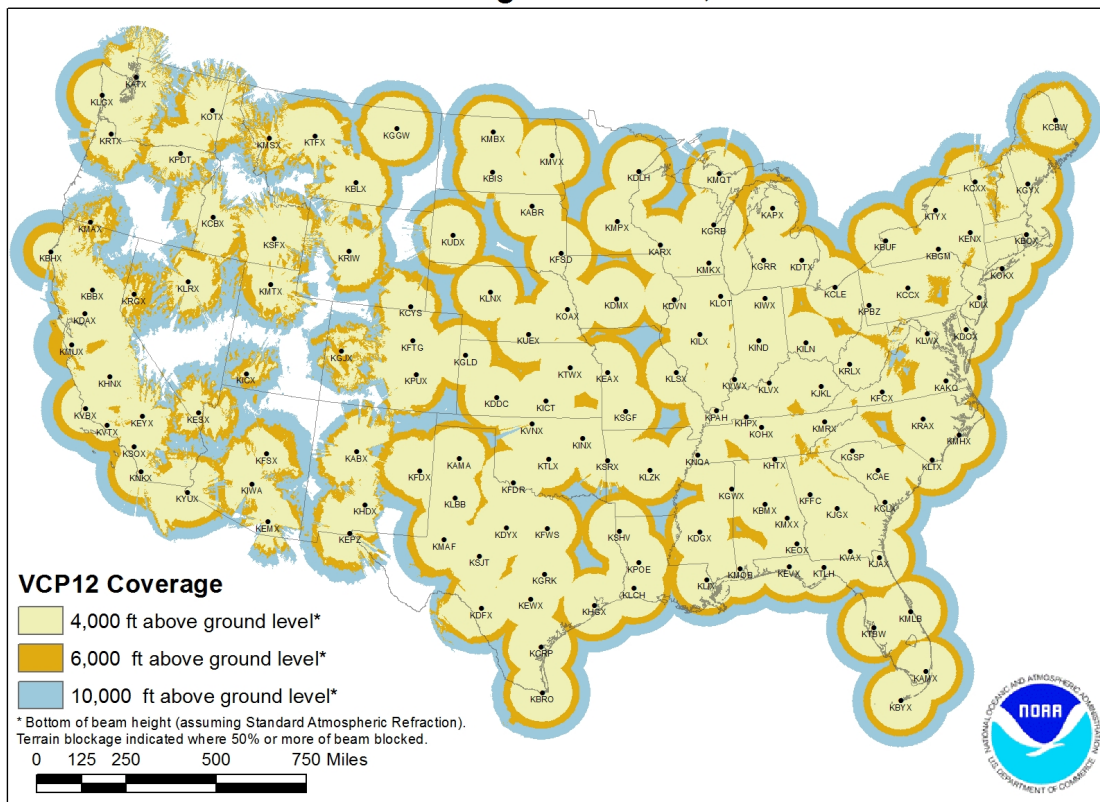 KATX
KLGX
KOTX
KRTX
KPDT
KMSX
KTFX
KGGW
KMBX
KMVX
KBIS
KBLX
KDLH
KMQT
KCBW
KCXX
KGYX
KTYX
KABR
KMPX
KGRB
KAPX
KMAX
KCBX
KSFX
KRIW
KUDX
KBHX
KFSD
KARX
KMKX
KGRR
KDTX
KBUF
KENX
KBOX
KBGM
KOKX
KBBX
KRGX
KLRX
KMTX
KLNX
KDMX
KDVN
KLOT
KIWX
KCLE
KCCX
KDIX
KPBZ
KDAX
KCYS
KOAX
KUEX
KMUX
KFTG
KGJX
KGLD
KILX
KIND
KILN
KLWX
KDOX
KHNX
KICX
KPUX
KTWX
KEAX
KLSX
KVWX
KLVX
KJKL
KRLX
KFCX
KAKQ
KVBX
KVTX
KEYX
KESX
KDDC
KICT
KSGF
KPAH
KHPX
KOHX
KMRX
KRAX
KMHX
KSOX
KNKX
KYUX
KFSX
KIWA
KEMX
KABX
KHDX
KEPZ
KFDX
KAMA
KVNX
KINX
KTLX
KSRX
KNQA
KHTX
KGSP
KCAE
KLTX
KLBB
KFDR
KLZK
KGWX
KBMX
KFFC
KJGX
KCLX
KMXX
KMAF
KDYX
KFWS
KSHV
KDGX
KEOX
KVAX
KJAX
KSJT
KGRK
KPOE
KLCH
KLIX
KMOB
KEVX
KTLH
KDFX
KEWX
KHGX
KMLB
KTBW
KCRP
KBRO
KAMX
KBYX
VCP12 Coverage
4,000 ft above ground level*
6,000 ft above ground level*
10,000 ft above ground level*
* Bottom of beam height (assuming Standard Atmospheric Refraction).
Terrain blockage indicated where 50% or more of beam blocked.
0 125 250 500 750 Miles
NATIONAL OCEANIC AND ATMOSPHERIC ADMINISTRATION
NOAA
U.S. DEPARTMENT OF COMMERCE